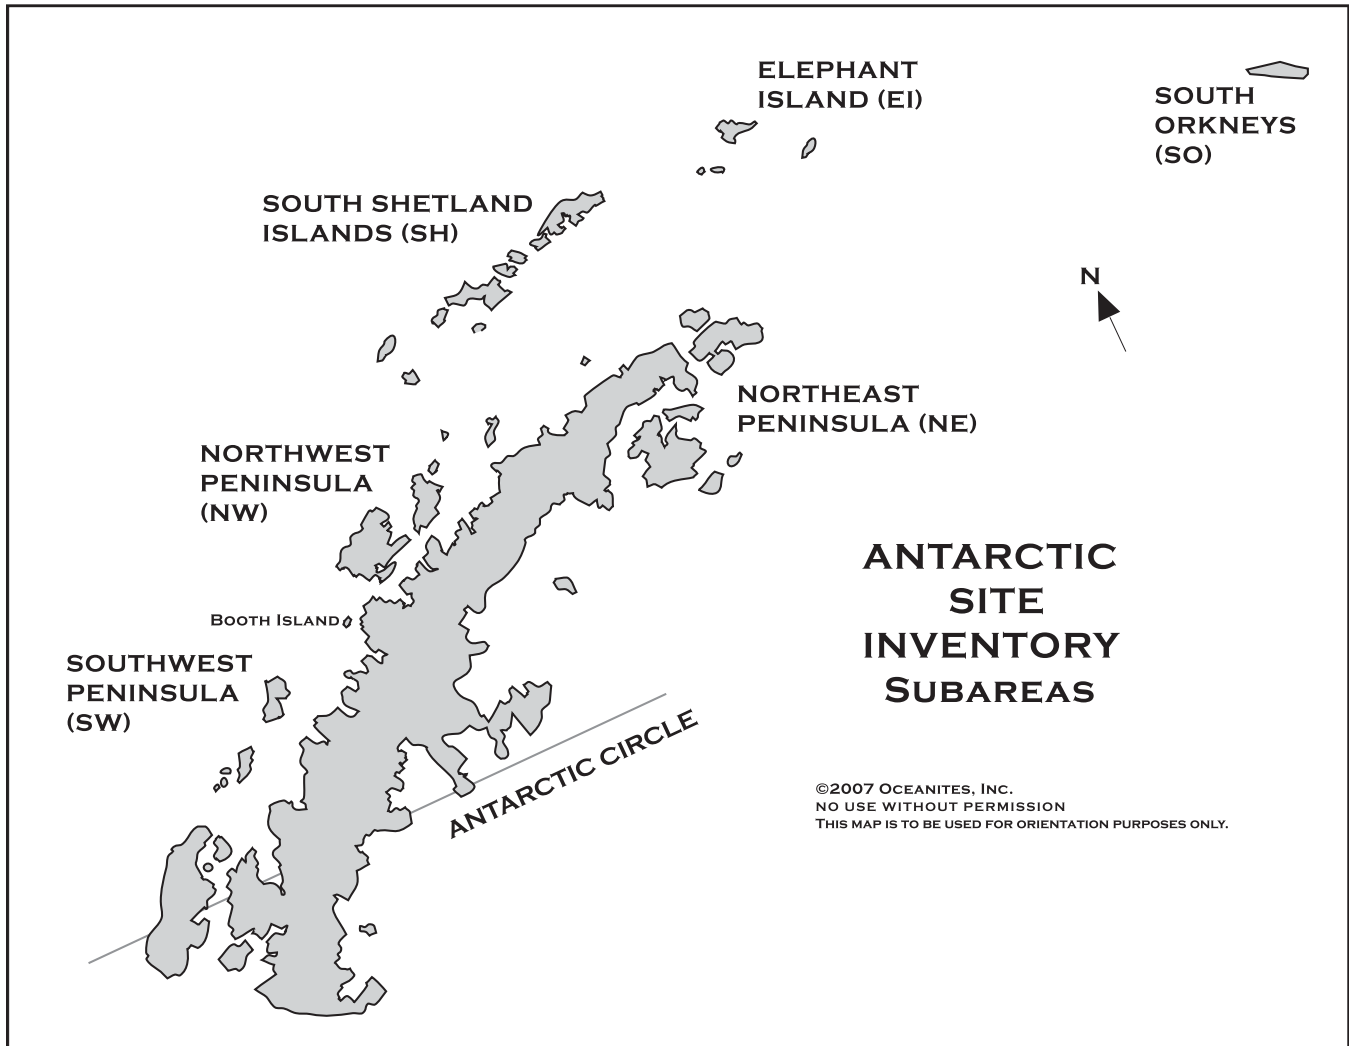 ELEPHANT
ISLAND (EI)
SOUTH
ORKNEYS
(SO)
SOUTH SHETLAND
ISLANDS (SH)
N
NORTHEAST
PENINSULA (NE)
NORTHWEST
PENINSULA
(NW)
ANTARCTIC
SITE
INVENTORY
SUBAREAS
BOOTH ISLAND
SOUTHWEST
PENINSULA
(SW)
ANTARCTIC CIRCLE
©2007 OCEANITES, INC.
NO USE WITHOUT PERMISSION
THIS MAP IS TO BE USED FOR ORIENTATION PURPOSES ONLY.